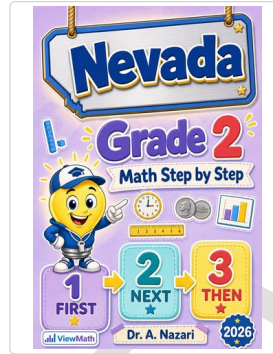 Nevada
Grade 2
Math Step by Step
1
FIRST
2
NEXT
3
THEN
ViewMath
Dr. A. Nazari
2026